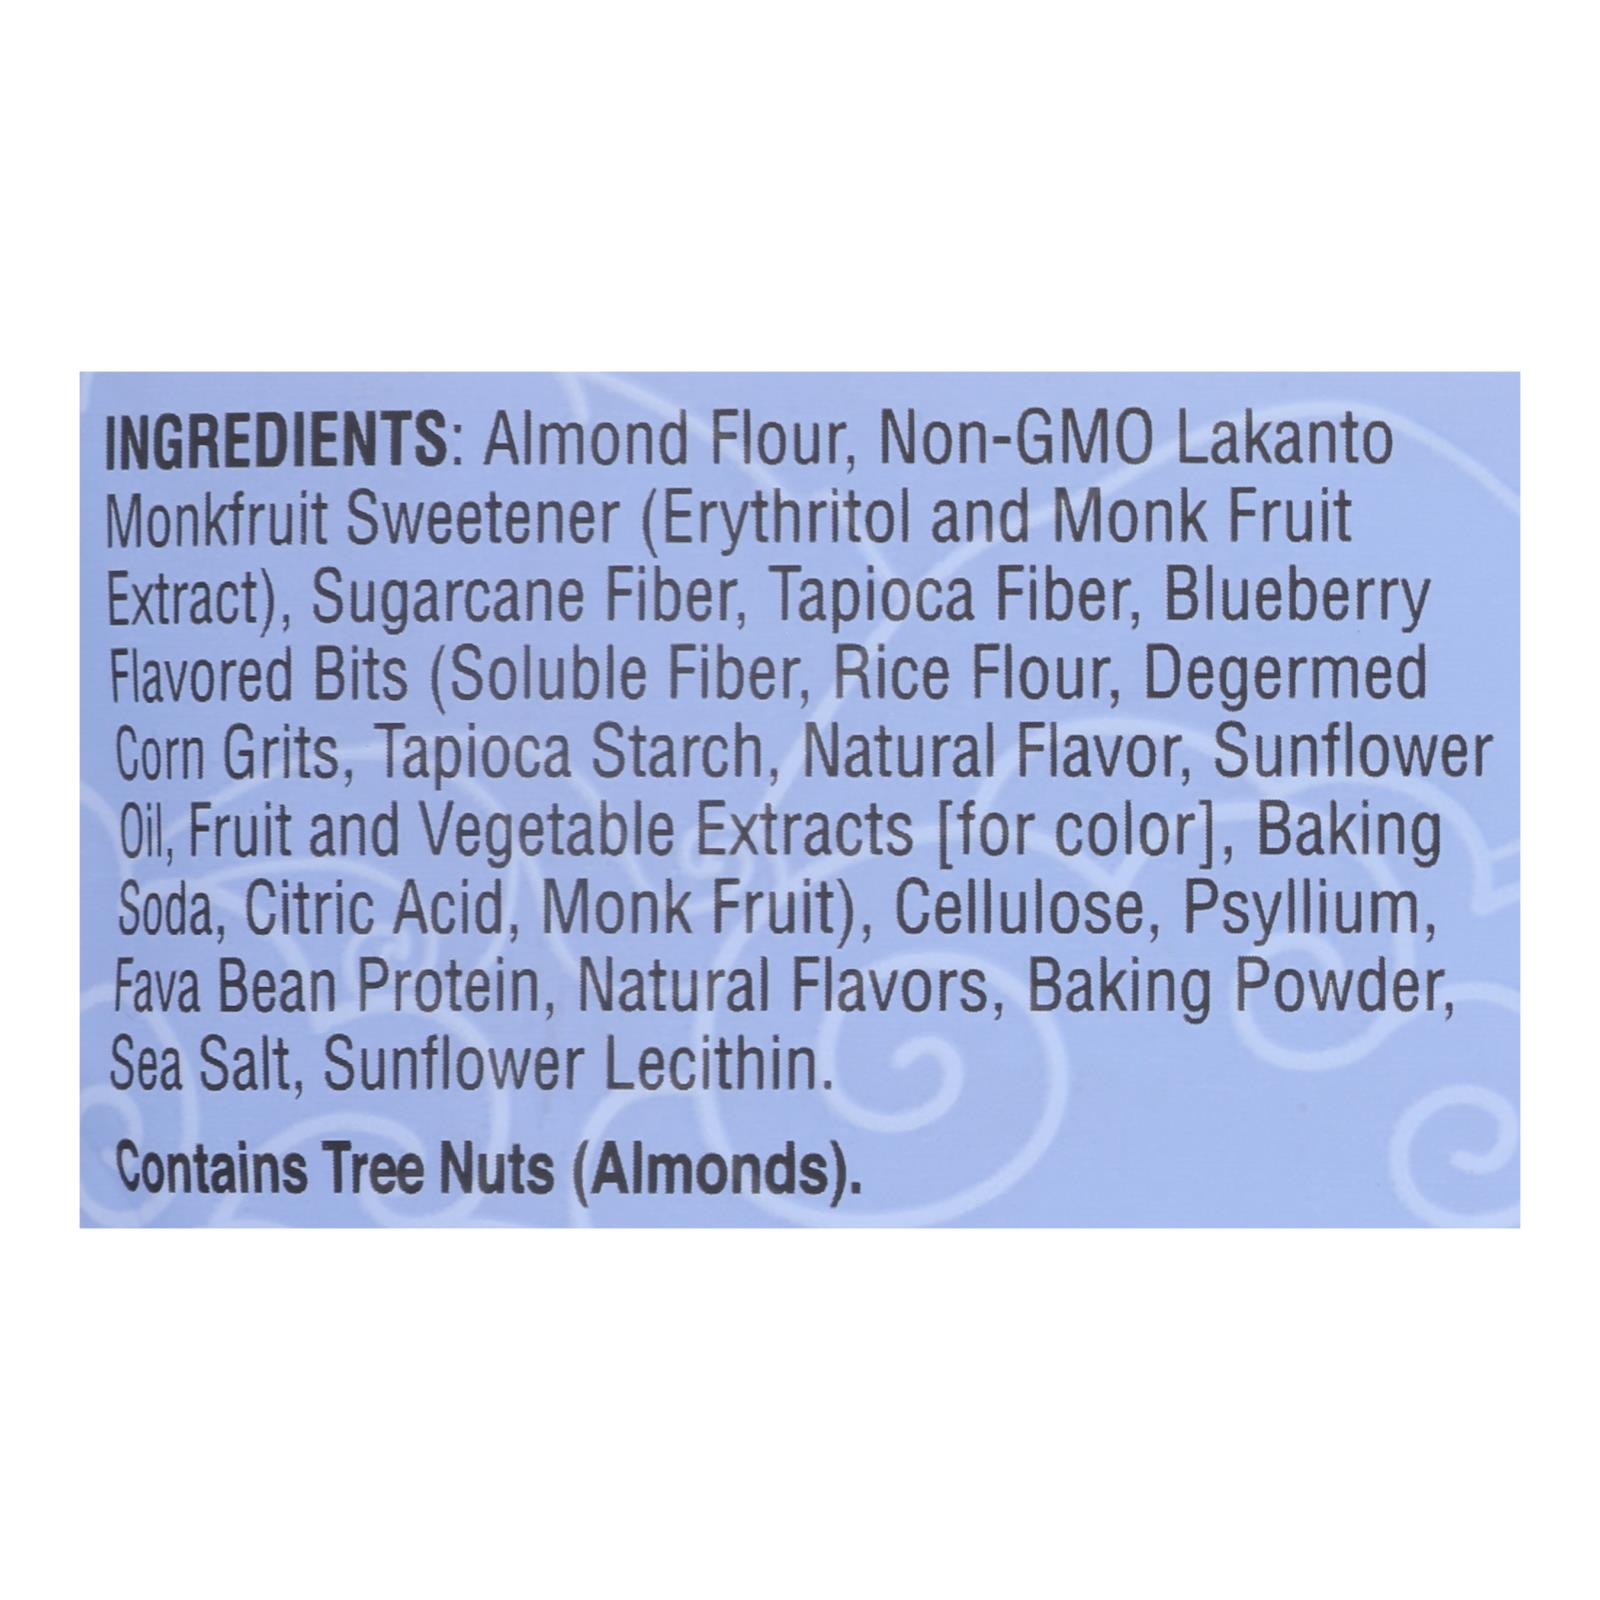 INGREDIENTS: Almond Flour, Non-GMO Lakanto
Monkfruit Sweetener (Erythritol and Monk Fruit
Extract), Sugarcane Fiber, Tapioca Fiber, Blueberry
Flavored Bits (Soluble Fiber, Rice Flour, Degermed
Corn Grits, Tapioca Starch, Natural Flavor, Sunflower
Oil, Fruit and Vegetable Extracts [for color], Baking
Soda, Citric Acid, Monk Fruit), Cellulose, Psyllium,
Fava Bean Protein, Natural Flavors, Baking Powder,
Sea Salt, Sunflower Lecithin.
Contains Tree Nuts (Almonds).